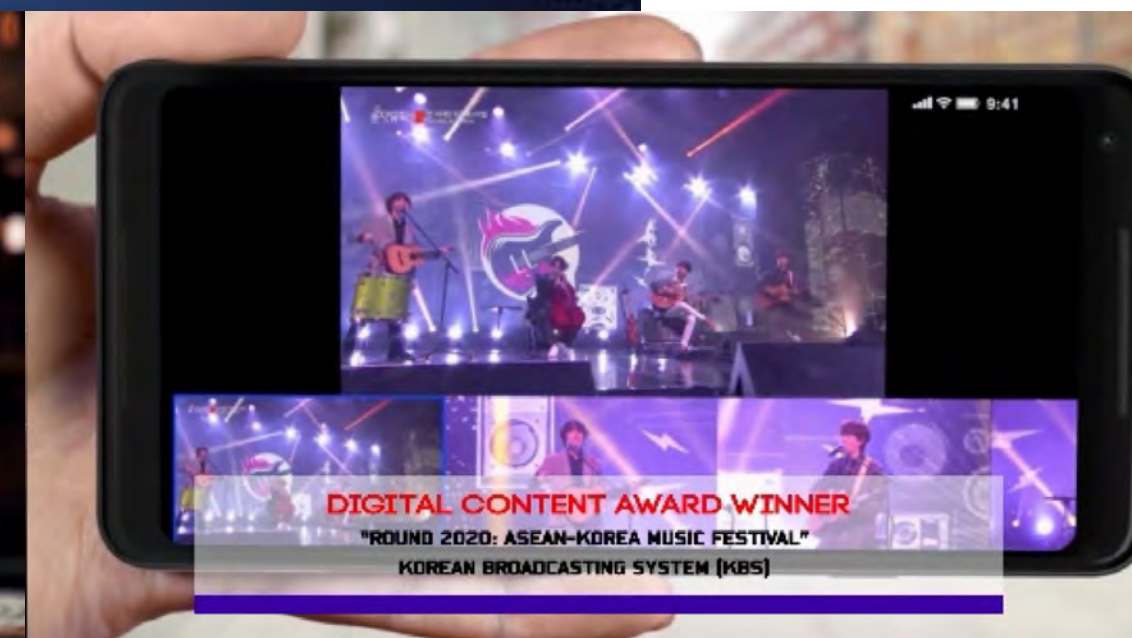 9:41
DIGITAL CONTENT AWARD WINNER
"ROUND 2020: ASEAN-KOREA MUSIC FESTIVAL"
KOREAN BROADCASTING SYSTEM (KBS)